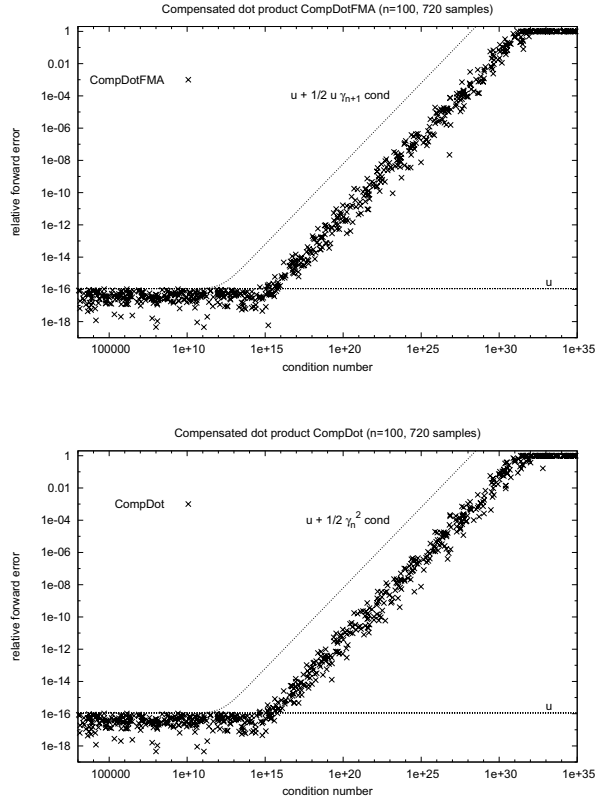 Compensated dot product CompDotFMA (n=100, 720 samples)
1
0.01
1e-04
1e-06
1e-08
1e-10
1e-12
1e-14
1e-16
1e-18
relative forward error
CompDotFMA
u + 1/2 u γn+1 cond
u
100000
1e+10
1e+15
1e+20
1e+25
1e+30
1e+35
condition number
Compensated dot product CompDot (n=100, 720 samples)
1
0.01
1e-04
1e-06
1e-08
1e-10
1e-12
1e-14
1e-16
1e-18
relative forward error
CompDot
u + 1/2 γn2 cond
u
100000
1e+10
1e+15
1e+20
1e+25
1e+30
1e+35
condition number